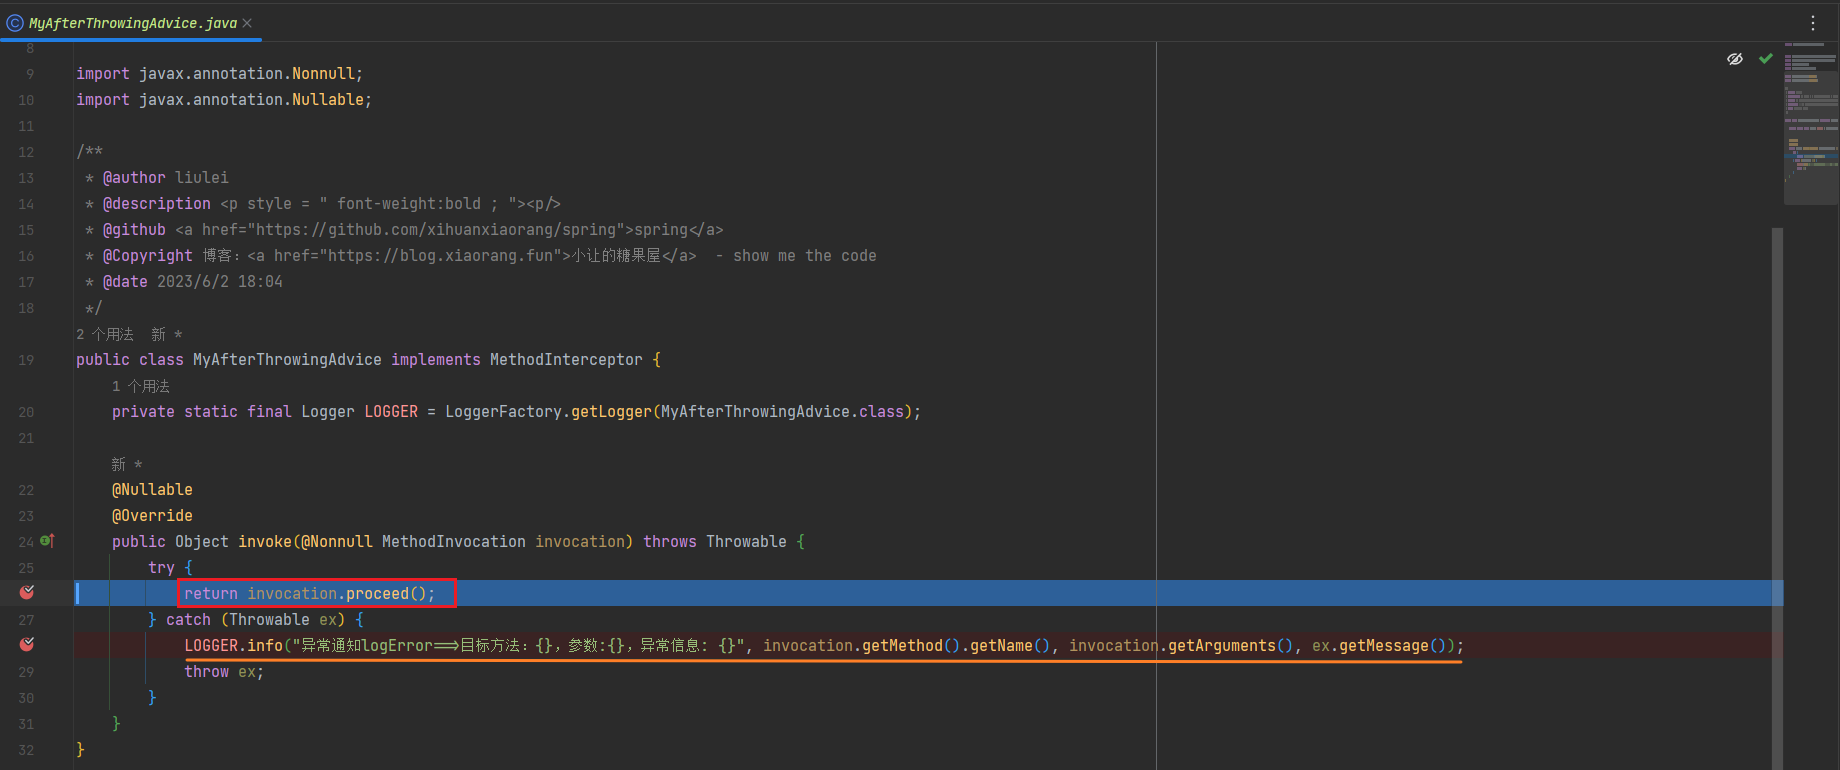 MyAfterThrowingAdvice.java
8
9 import javax.annotation.Nonnull;
10 import javax.annotation.Nullable;
11
12 /**
13 * @author liulei
14 * @description <p style = " font-weight:bold ; "><p/>
15 * @github <a href="https://github.com/xihuanxiaorang/spring">spring</a>
16 * @Copyright 博客：<a href="https://blog.xiaorang.fun">小让的糖果屋</a>  - show me the code
17 * @date 2023/6/2 18:04
18 */
2 个用法  新 *
19 public class MyAfterThrowingAdvice implements MethodInterceptor {
1 个用法
20 private static final Logger LOGGER = LoggerFactory.getLogger(MyAfterThrowingAdvice.class);
21
新 *
22 @Nullable
23 @Override
24 public Object invoke(@Nonnull MethodInvocation invocation) throws Throwable {
25 try {
return invocation.proceed();
27 } catch (Throwable ex) {
LOGGER.info("异常通知logError==>目标方法：{}，参数:{}，异常信息: {}", invocation.getMethod().getName(), invocation.getArguments(), ex.getMessage());
29 throw ex;
30 }
31 }
32 }